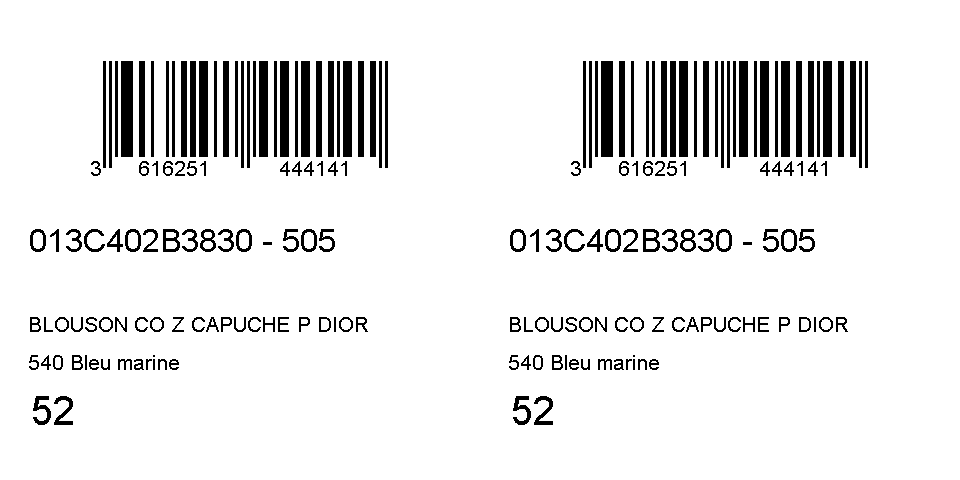 3 616251 444141
013C402B3830 - 505
BLOUSON CO Z CAPUCHE P DIOR
540 Bleu marine
52
3 616251 444141
013C402B3830 - 505
BLOUSON CO Z CAPUCHE P DIOR
540 Bleu marine
52